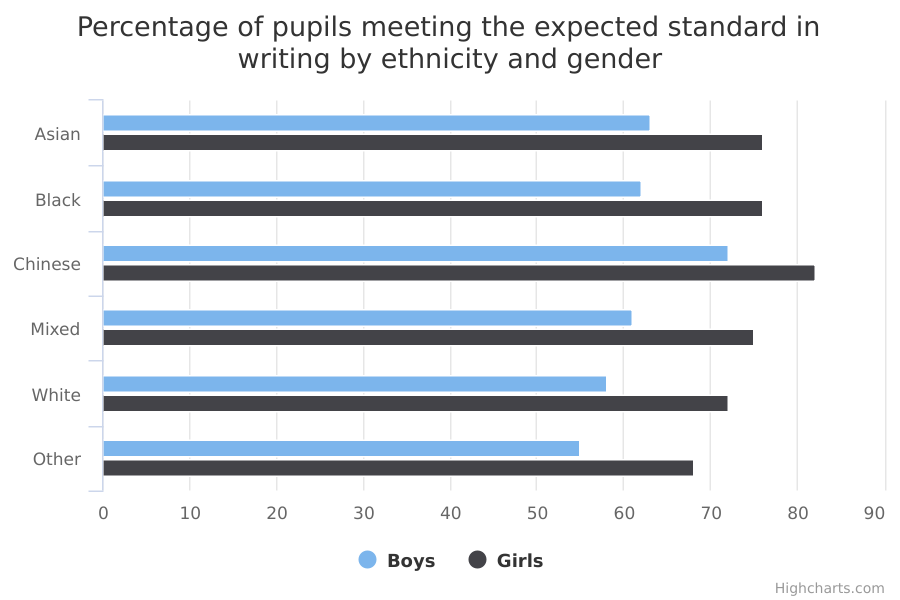 Percentage of pupils meeting the expected standard in
writing by ethnicity and gender
Asian
Black
Chinese
Mixed
White
Other
0 10 20 30 40 50 60 70 80 90
Boys Girls
Highcharts.com